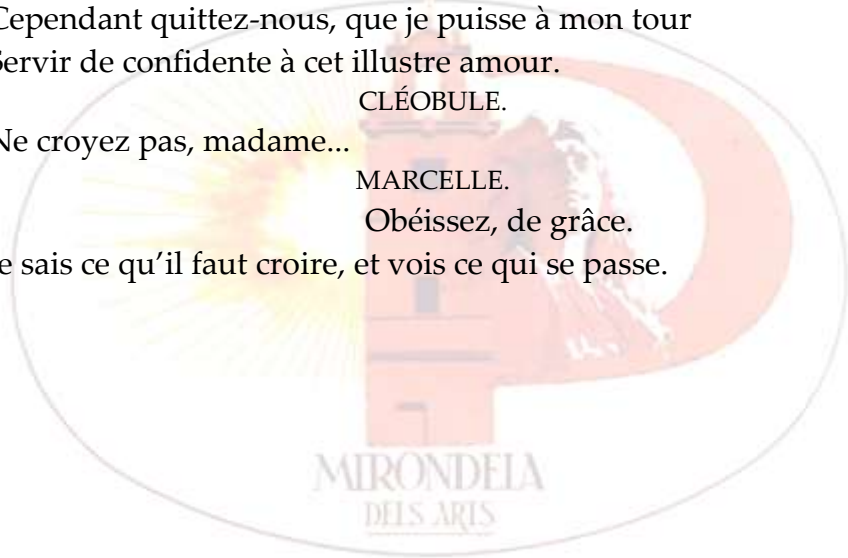 Cependant quittez-nous, que je puisse à mon tour
Servir de confidente à cet illustre amour.
CLÉOBULE.
Ne croyez pas, madame...
MARCELLE.
Obéissez, de grâce.
e sais ce qu’il faut croire, et vois ce qui se passe.
MIRONDELA
DELS ARTS